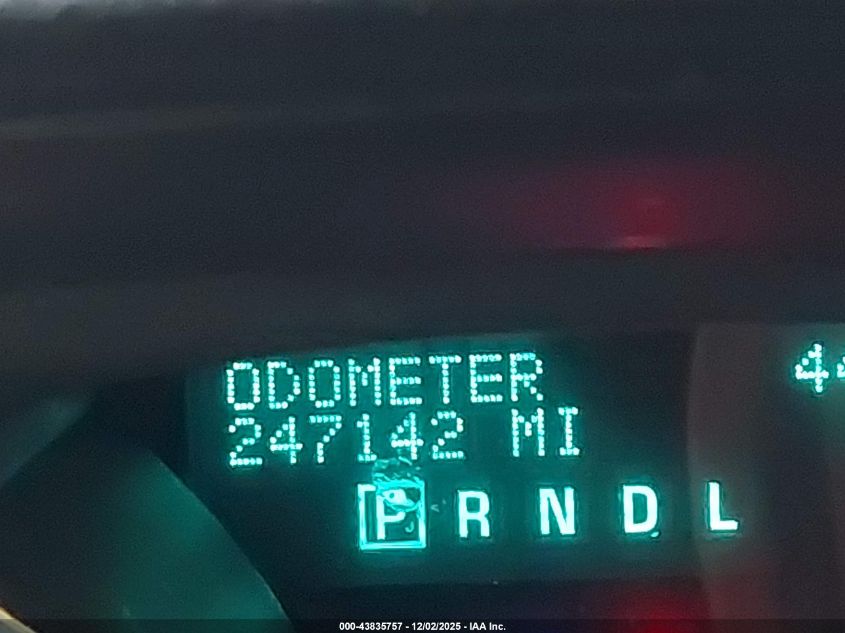 ODOMETER
247142 MI
P R N D L
000-43835757 - 12/02/2025 - IAA Inc.